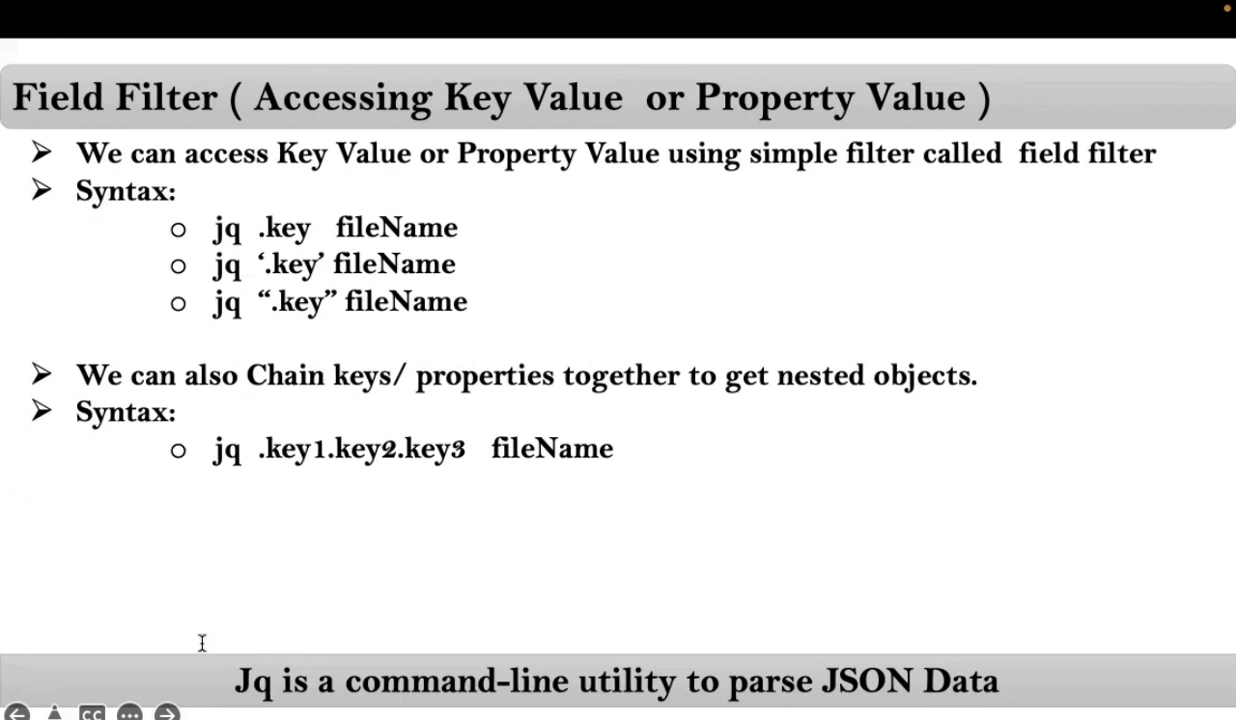 Field Filter ( Accessing Key Value or Property Value )
➢ We can access Key Value or Property Value using simple filter called field filter
➢ Syntax:
o jq .key fileName
o jq ‘.key’ fileName
o jq “.key” fileName
➢ We can also Chain keys/ properties together to get nested objects.
➢ Syntax:
o jq .key1.key2.key3 fileName
Jq is a command-line utility to parse JSON Data
CC